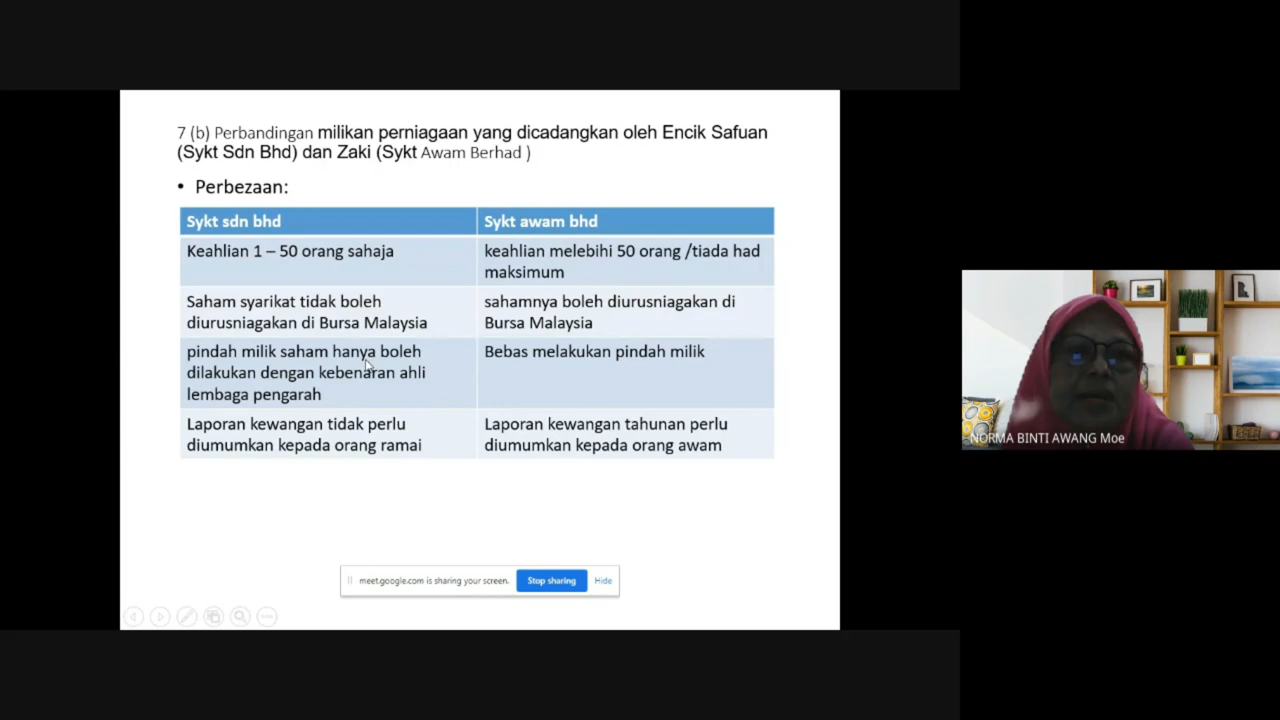 7 (b) Perbandingan milikan perniagaan yang dicadangkan oleh Encik Safuan
(Sykt Sdn Bhd) dan Zaki (Sykt Awam Berhad )
• Perbezaan:
Sykt sdn bhd
Sykt awam bhd
Keahlian 1 – 50 orang sahaja
keahlian melebihi 50 orang /tiada had
maksimum
Saham syarikat tidak boleh
diurusniagakan di Bursa Malaysia
sahamnya boleh diurusniagakan di
Bursa Malaysia
pindah milik saham hanya boleh
dilakukan dengan kebenaran ahli
lembaga pengarah
Bebas melakukan pindah milik
Laporan kewangan tidak perlu
diumumkan kepada orang ramai
Laporan kewangan tahunan perlu
diumumkan kepada orang awam
meet.google.com is sharing your screen.
Stop sharing
Hide
NORMA BINTI AWANG Moe